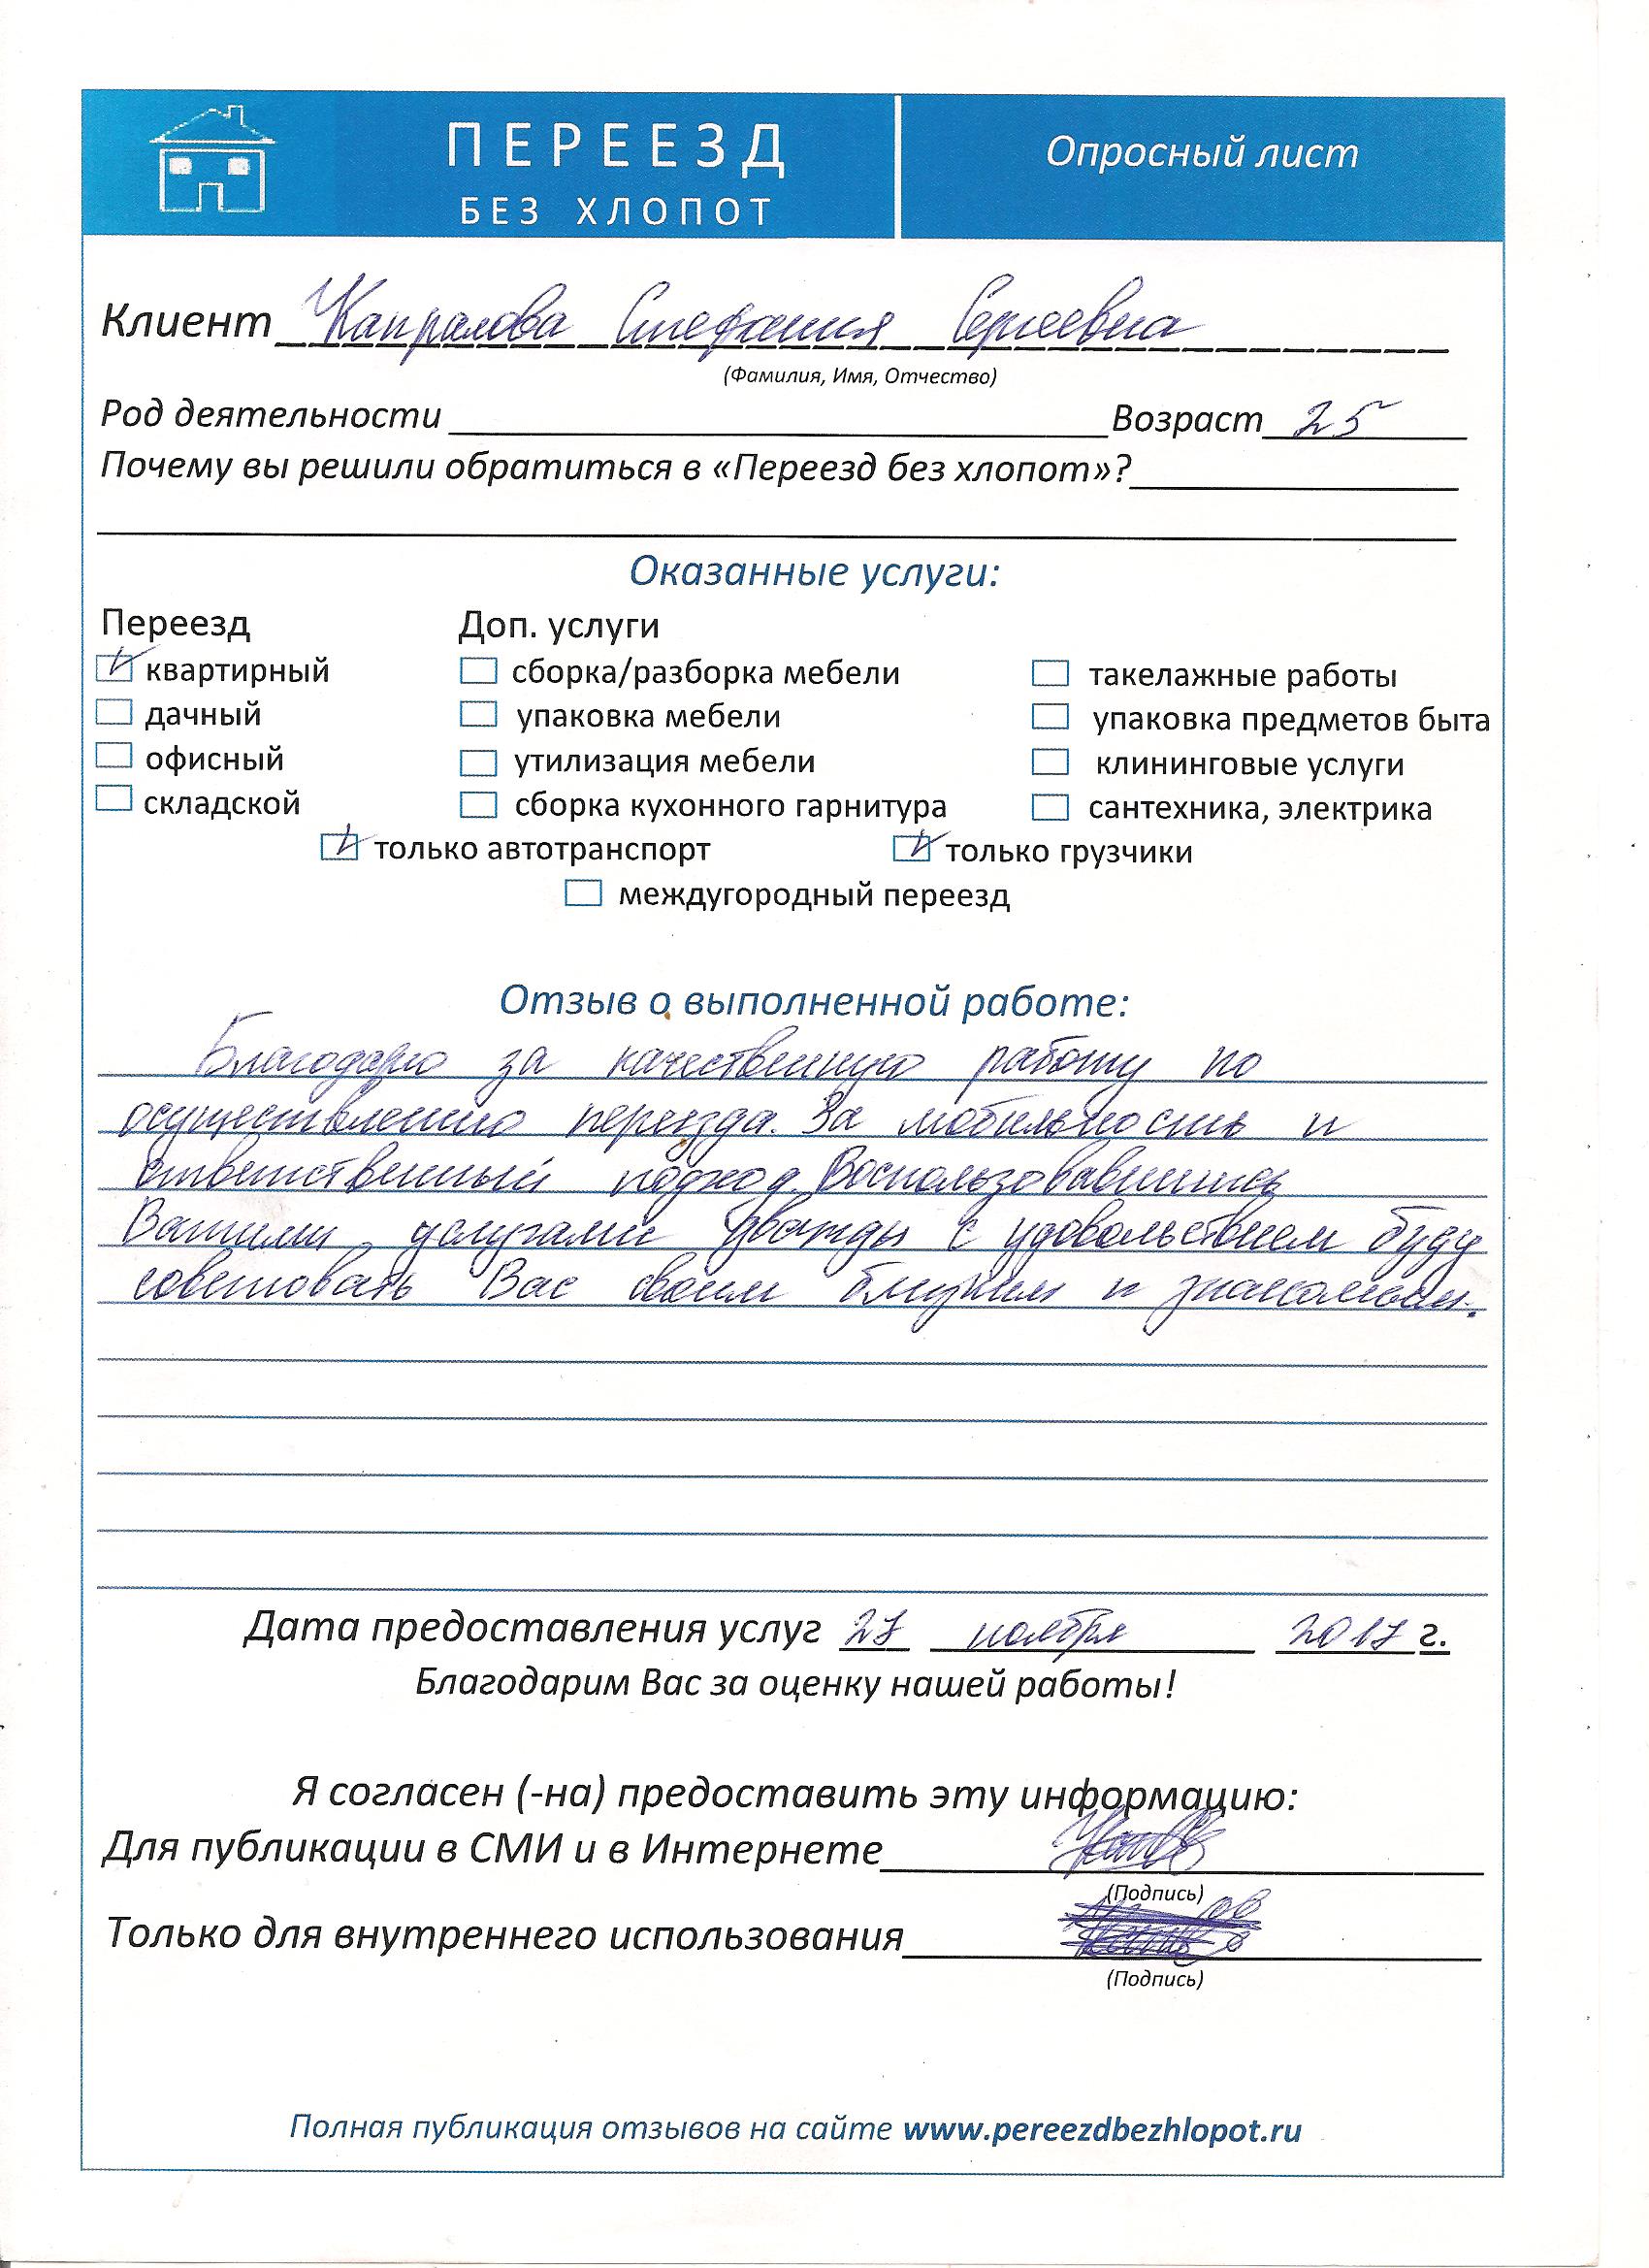 ПЕРЕЕЗД
БЕЗ ХЛОПОТ
Опросный лист
Клиент Капралова Стефания Сергеевна
(Фамилия, Имя, Отчество)
Род деятельности Возраст 25
Почему вы решили обратиться в «Переезд без хлопот»?
Оказанные услуги:
Переезд Доп. услуги
квартирный сборка/разборка мебели такелажные работы
дачный упаковка мебели упаковка предметов быта
офисный утилизация мебели клининговые услуги
складской сборка кухонного гарнитура сантехника, электрика
только автотранспорт только грузчики
междугородный переезд
Отзыв о выполненной работе:
Благодарю за качественную работу по
осуществлению переезда. За мобильность и
ответственный подход. Воспользовавшись
Вашими услугами дважды с удовольствием буду
советовать Вас своим близким и знакомым.
Дата предоставления услуг 27 ноября 2017 г.
Благодарим Вас за оценку нашей работы!
Я согласен (-на) предоставить эту информацию:
Для публикации в СМИ и в Интернете
(Подпись)
Только для внутреннего использования
(Подпись)
Полная публикация отзывов на сайте www.pereezdbezhlopot.ru